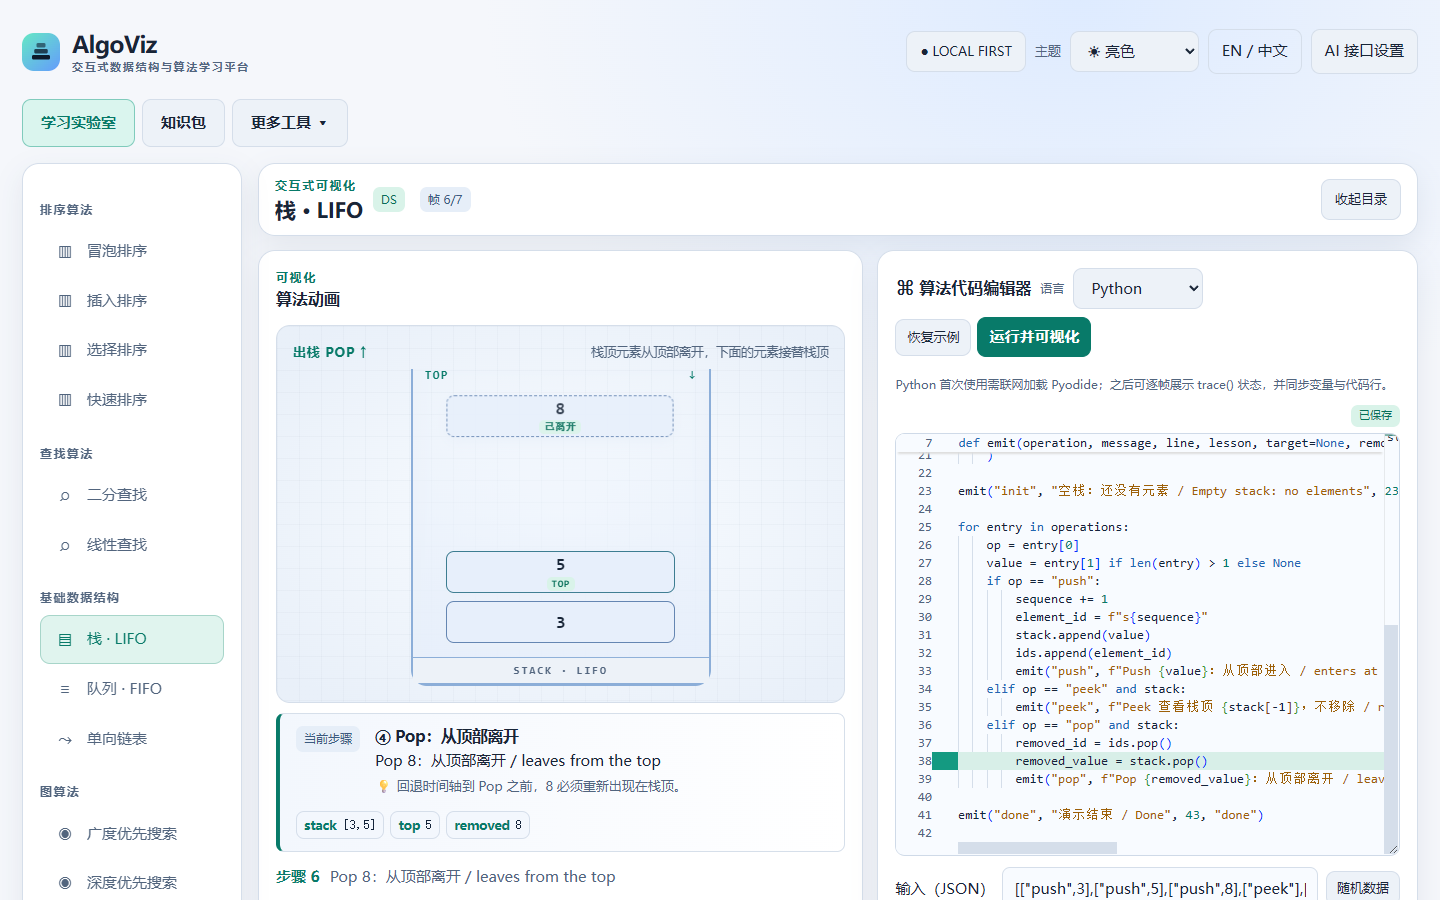 AlgoViz
交互式数据结构与算法学习平台
● LOCAL FIRST
主题
☀ 亮色
EN / 中文
AI 接口设置
学习实验室
知识包
更多工具 ▾
排序算法
▥ 冒泡排序
▥ 插入排序
▥ 选择排序
▥ 快速排序
查找算法
⌕ 二分查找
⌕ 线性查找
基础数据结构
▤ 栈 · LIFO
≡ 队列 · FIFO
⤳ 单向链表
图算法
◉ 广度优先搜索
◉ 深度优先搜索
交互式可视化
栈 • LIFO
DS
帧 6/7
收起目录
可视化
算法动画
出栈 POP ↑
栈顶元素从顶部离开，下面的元素接替栈顶
TOP ↓
8
已离开
5
TOP
3
STACK · LIFO
当前步骤
④ Pop：从顶部离开
Pop 8：从顶部离开 / leaves from the top
💡 回退时间轴到 Pop 之前，8 必须重新出现在栈顶。
stack [3,5]
top 5
removed 8
步骤 6 Pop 8：从顶部离开 / leaves from the top
⌘ 算法代码编辑器
语言
Python
恢复示例
运行并可视化
Python 首次使用需联网加载 Pyodide；之后可逐帧展示 trace() 状态，并同步变量与代码行。
已保存
7 def emit(operation, message, line, lesson, target=None, remo
21 )
22
23 emit("init", "空栈：还没有元素 / Empty stack: no elements", 23
24
25 for entry in operations:
26 op = entry[0]
27 value = entry[1] if len(entry) > 1 else None
28 if op == "push":
29 sequence += 1
30 element_id = f"s{sequence}"
31 stack.append(value)
32 ids.append(element_id)
33 emit("push", f"Push {value}：从顶部进入 / enters at
34 elif op == "peek" and stack:
35 emit("peek", f"Peek 查看栈顶 {stack[-1]}，不移除 / r
36 elif op == "pop" and stack:
37 removed_id = ids.pop()
38 removed_value = stack.pop()
39 emit("pop", f"Pop {removed_value}：从顶部离开 / leav
40
41 emit("done", "演示结束 / Done", 43, "done")
42
输入（JSON）
[["push",3],["push",5],["push",8],["peek"],[
随机数据